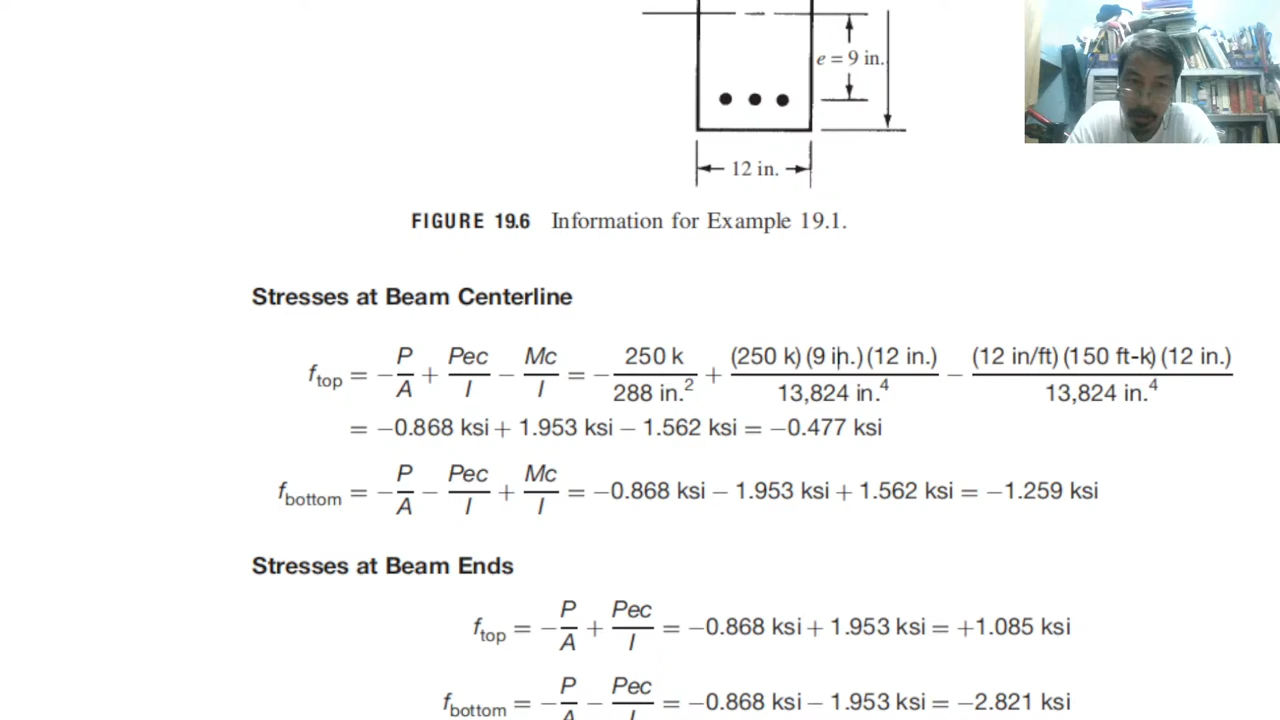 e = 9 in.
12 in.
FIGURE 19.6 Information for Example 19.1.
Stresses at Beam Centerline
f_top = −P/A + Pec/I − Mc/I = −250 k/288 in.² + (250 k)(9 in.)(12 in.)/13,824 in.⁴ − (12 in/ft)(150 ft-k)(12 in.)/13,824 in.⁴
= −0.868 ksi + 1.953 ksi − 1.562 ksi = −0.477 ksi
f_bottom = −P/A − Pec/I + Mc/I = −0.868 ksi − 1.953 ksi + 1.562 ksi = −1.259 ksi
Stresses at Beam Ends
f_top = −P/A + Pec/I = −0.868 ksi + 1.953 ksi = +1.085 ksi
f_bottom = −P/A − Pec/I = −0.868 ksi − 1.953 ksi = −2.821 ksi